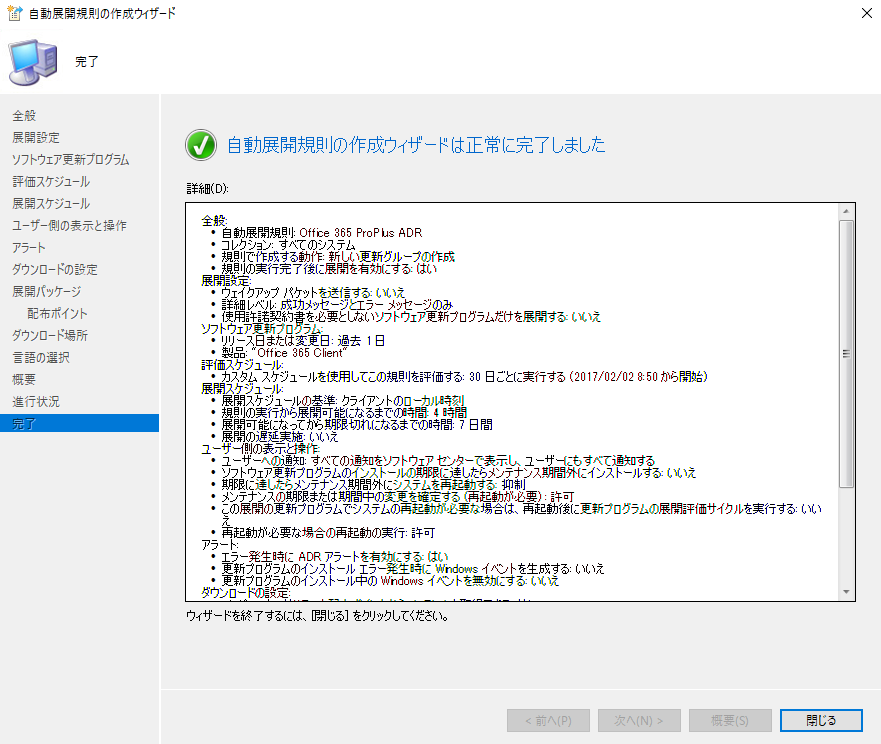 自動展開規則の作成ウィザード
完了
全般
展開設定
ソフトウェア更新プログラム
評価スケジュール
展開スケジュール
ユーザー側の表示と操作
アラート
ダウンロードの設定
展開パッケージ
配布ポイント
ダウンロード場所
言語の選択
概要
進行状況
完了
自動展開規則の作成ウィザードは正常に完了しました
詳細(D):
全般:
• 自動展開規則: Office 365 ProPlus ADR
• コレクション: すべてのシステム
• 規則で作成する動作: 新しい更新グループの作成
• 規則の実行完了後に展開を有効にする: はい
展開設定:
• ウェイクアップ パケットを送信する: いいえ
• 詳細レベル: 成功メッセージとエラー メッセージのみ
• 使用許諾契約書を必要としないソフトウェア更新プログラムだけを展開する: いいえ
ソフトウェア更新プログラム:
• リリース日または変更日: 過去 1 日
• 製品: "Office 365 Client"
評価スケジュール:
• カスタム スケジュールを使用してこの規則を評価する: 30 日ごとに実行する (2017/02/02 8:50 から開始)
展開スケジュール:
• 展開スケジュールの基準: クライアントのローカル時刻
• 規則の実行から展開可能になるまでの時間: 4 時間
• 展開可能になってから期限切れになるまでの時間: 7 日間
• 展開の遅延実施: いいえ
ユーザー側の表示と操作:
• ユーザーへの通知: すべての通知をソフトウェア センターで表示し、ユーザーにもすべて通知する
• ソフトウェア更新プログラムのインストールの期限に達したらメンテナンス期間外にインストールする: いいえ
• 期限に達したらメンテナンス期間外にシステムを再起動する: 抑制
• メンテナンスの期限または期間中の変更を確定する (再起動が必要): 許可
• この展開の更新プログラムでシステムの再起動が必要な場合は、再起動後に更新プログラムの展開評価サイクルを実行する: いい
え
• 再起動が必要な場合の再起動の実行: 許可
アラート:
• エラー発生時に ADR アラートを有効にする: はい
• 更新プログラムのインストール エラー発生時に Windows イベントを生成する: いいえ
• 更新プログラムのインストール中の Windows イベントを無効にする: いいえ
ダウンロードの設定:
ウィザードを終了するには、[閉じる] をクリックしてください。
< 前へ(P)
次へ(N) >
概要(S)
閉じる